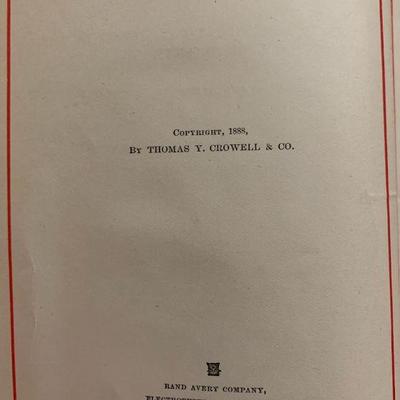 Copyright, 1888,
By THOMAS Y. CROWELL & CO.
RAND AVERY COMPANY,